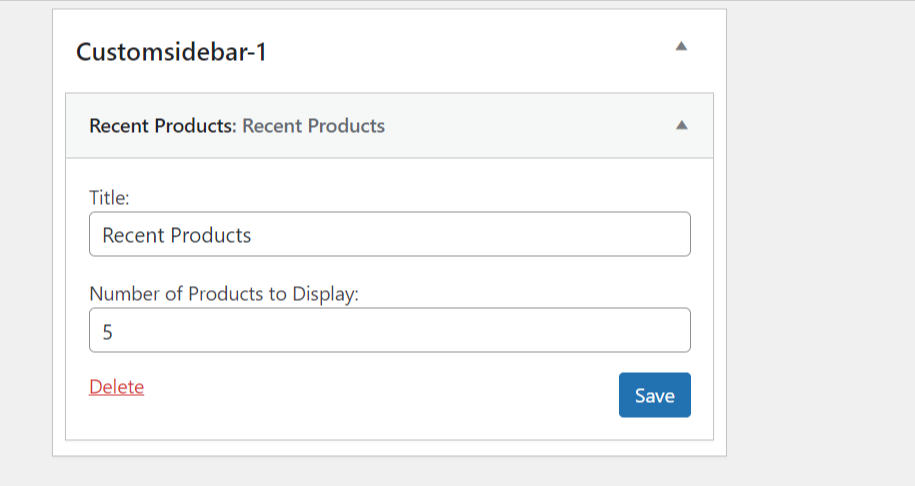 Customsidebar-1
Recent Products: Recent Products
Title:
Recent Products
Number of Products to Display:
5
Delete
Save